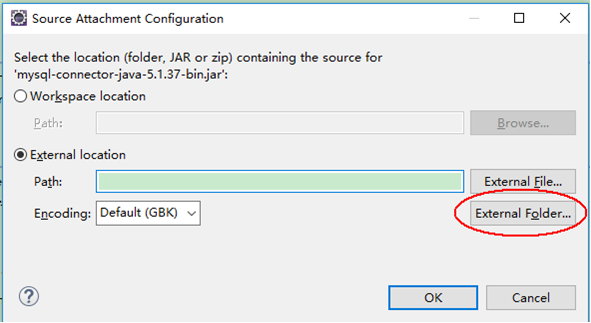 Source Attachment Configuration
Select the location (folder, JAR or zip) containing the source for
'mysql-connector-java-5.1.37-bin.jar':
Workspace location
Path:
Browse...
External location
Path:
External File...
Encoding:
Default (GBK)
External Folder...
?
OK
Cancel